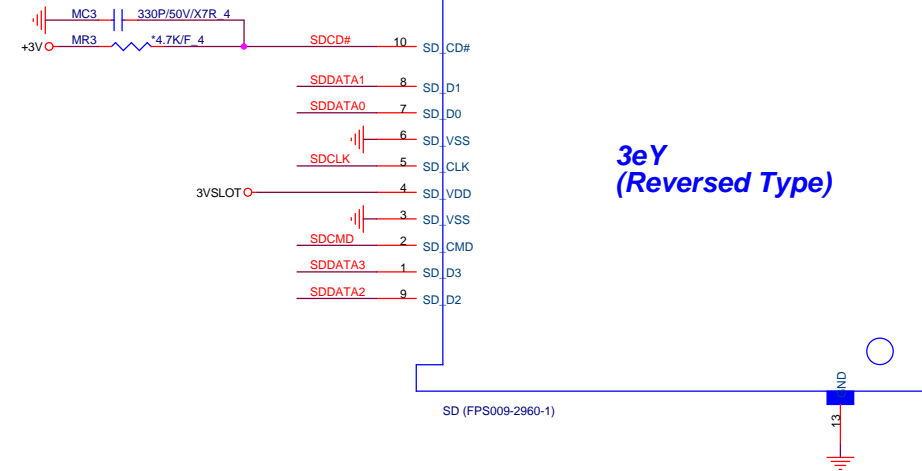 MC3 330P/50V/X7R_4
+3V MR3 *4.7K/F_4 SDCD# 10 SD_CD#
SDDATA1 8 SD_D1
SDDATA0 7 SD_D0
6 SD_VSS
SDCLK 5 SD_CLK
3VSLOT 4 SD_VDD
3 SD_VSS
SDCMD 2 SD_CMD
SDDATA3 1 SD_D3
SDDATA2 9 SD_D2
3eY
(Reversed Type)
SD (FPS009-2960-1)
GND
13